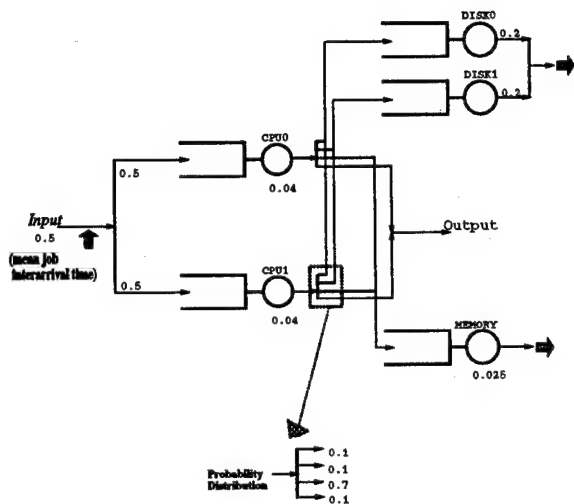 DISK0
0.2
DISK1
0.2
CPU0
0.5
0.04
Input
0.5
Output
(mean job
interarrival time)
CPU1
0.5
0.04
MEMORY
0.025
Probability
Distribution
0.1
0.1
0.7
0.1